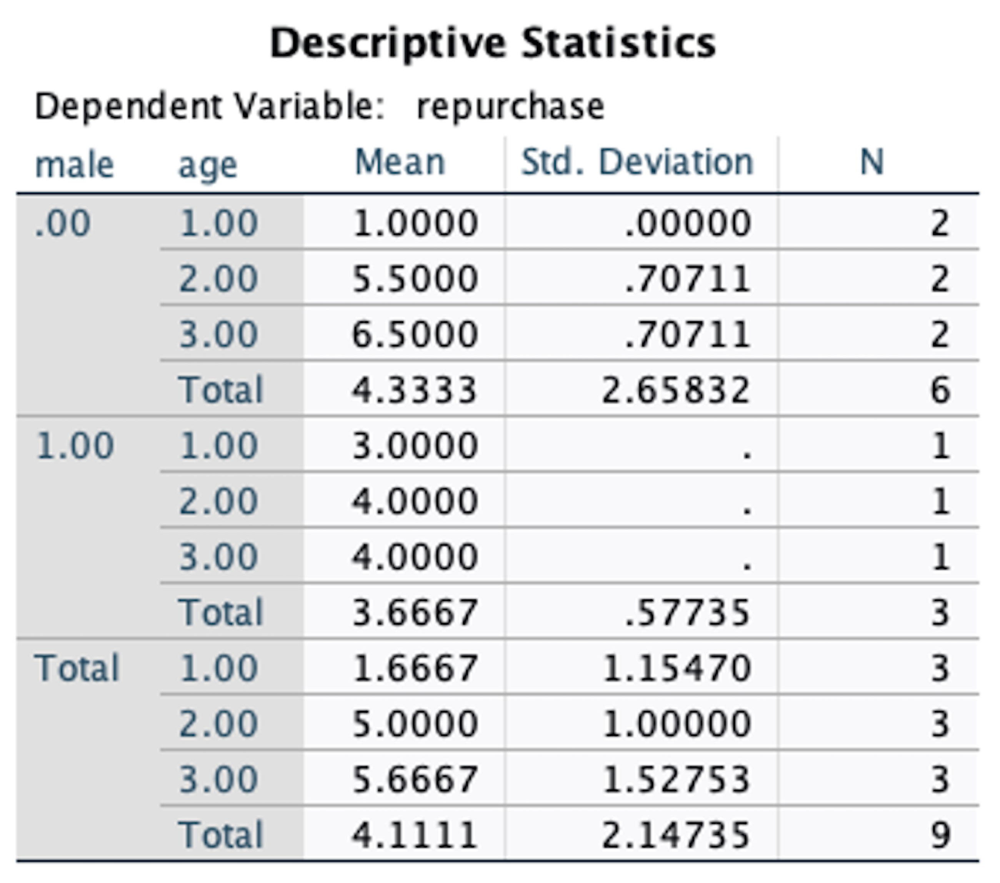 Descriptive Statistics
Dependent Variable: repurchase
male age Mean Std. Deviation N
.00 1.00 1.0000 .00000 2
2.00 5.5000 .70711 2
3.00 6.5000 .70711 2
Total 4.3333 2.65832 6
1.00 1.00 3.0000 . 1
2.00 4.0000 . 1
3.00 4.0000 . 1
Total 3.6667 .57735 3
Total 1.00 1.6667 1.15470 3
2.00 5.0000 1.00000 3
3.00 5.6667 1.52753 3
Total 4.1111 2.14735 9